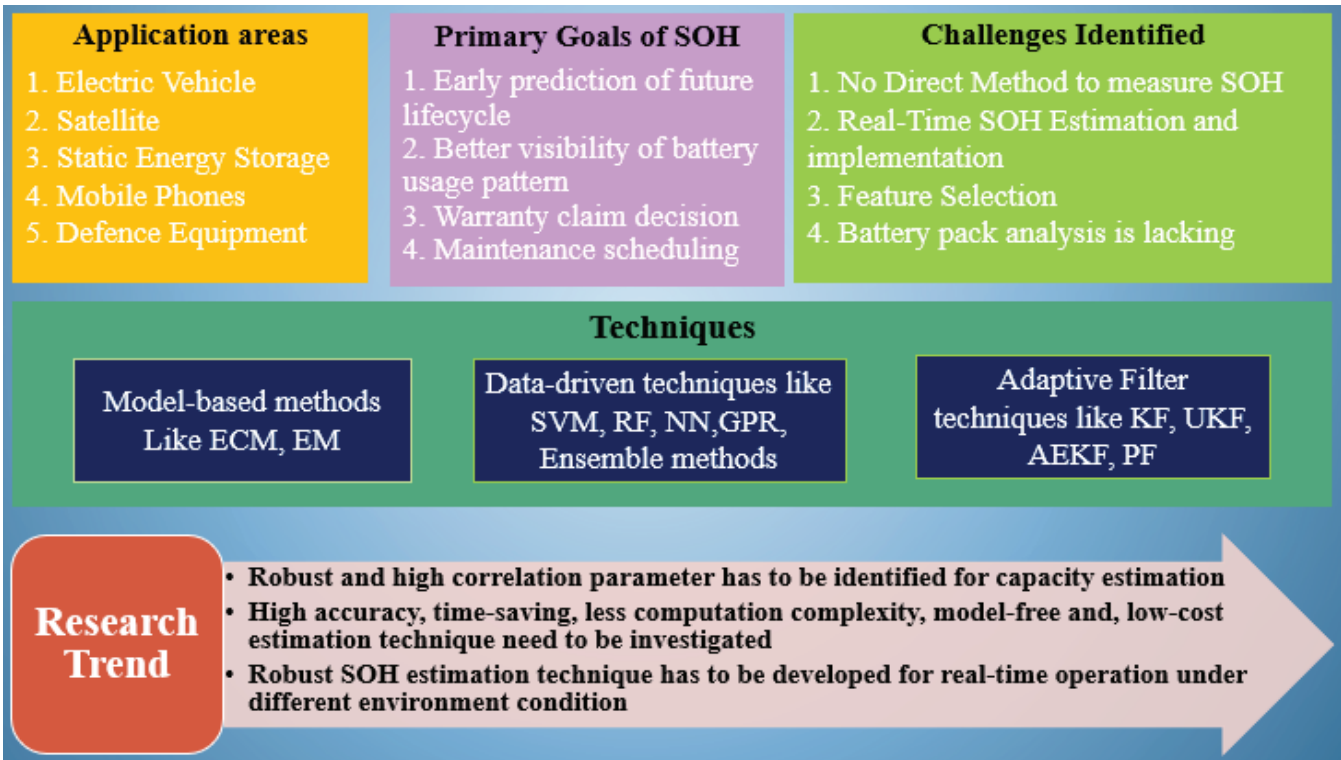 Application areas
1. Electric Vehicle
2. Satellite
3. Static Energy Storage
4. Mobile Phones
5. Defence Equipment
Primary Goals of SOH
1. Early prediction of future
lifecycle
2. Better visibility of battery
usage pattern
3. Warranty claim decision
4. Maintenance scheduling
Challenges Identified
1. No Direct Method to measure SOH
2. Real-Time SOH Estimation and
implementation
3. Feature Selection
4. Battery pack analysis is lacking
Techniques
Model-based methods
Like ECM, EM
Data-driven techniques like
SVM, RF, NN,GPR,
Ensemble methods
Adaptive Filter
techniques like KF, UKF,
AEKF, PF
Research
Trend
• Robust and high correlation parameter has to be identified for capacity estimation
• High accuracy, time-saving, less computation complexity, model-free and, low-cost
estimation technique need to be investigated
• Robust SOH estimation technique has to be developed for real-time operation under
different environment condition